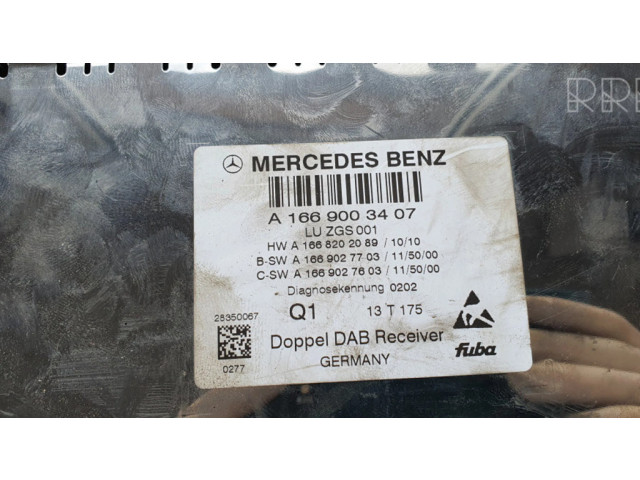 MERCEDES BENZ
A 166 900 34 07
LU ZGS 001
HW A 166 820 20 89 / 10/10
B-SW A 166 902 77 03 / 11/50/00
C-SW A 166 902 76 03 / 11/50/00
Diagnosekennung 0202
Q1 13 T 175
28350067
0277
Doppel DAB Receiver
GERMANY
fuba